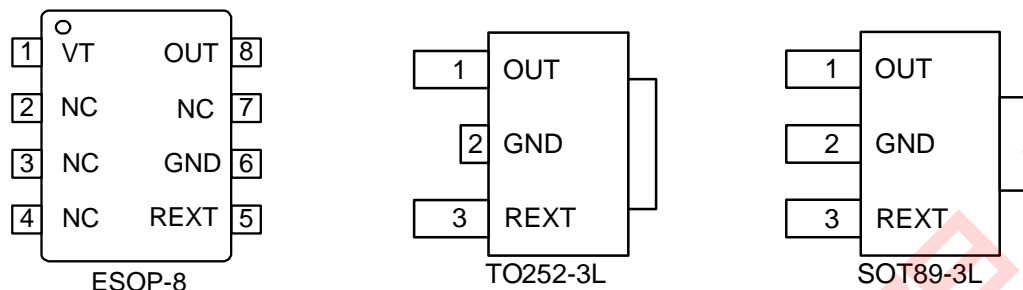 1 VT OUT 8
2 NC NC 7
3 NC GND 6
4 NC REXT 5
ESOP-8
1 OUT
2 GND
3 REXT
TO252-3L
1 OUT
2 GND
3 REXT
SOT89-3L